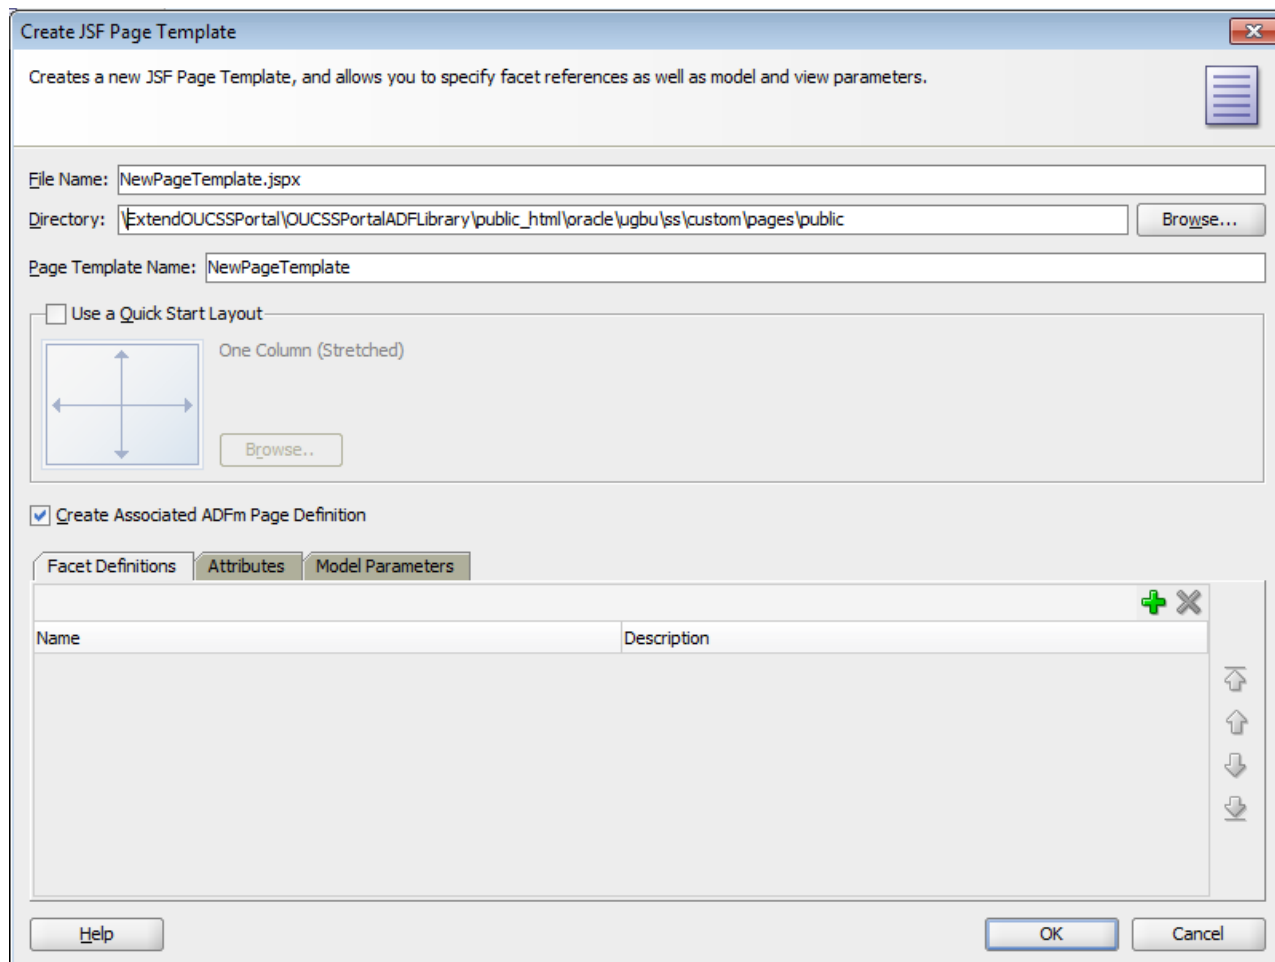 Create JSF Page Template
Creates a new JSF Page Template, and allows you to specify facet references as well as model and view parameters.
File Name: NewPageTemplate.jspx
Directory: \ExtendOUCSSPortal\OUCSSPortalADFLibrary\public_html\oracle\ugbu\ss\custom\pages\public Browse...
Page Template Name: NewPageTemplate
Use a Quick Start Layout
One Column (Stretched)
Browse..
Create Associated ADFm Page Definition
Facet Definitions Attributes Model Parameters
Name Description
Help OK Cancel